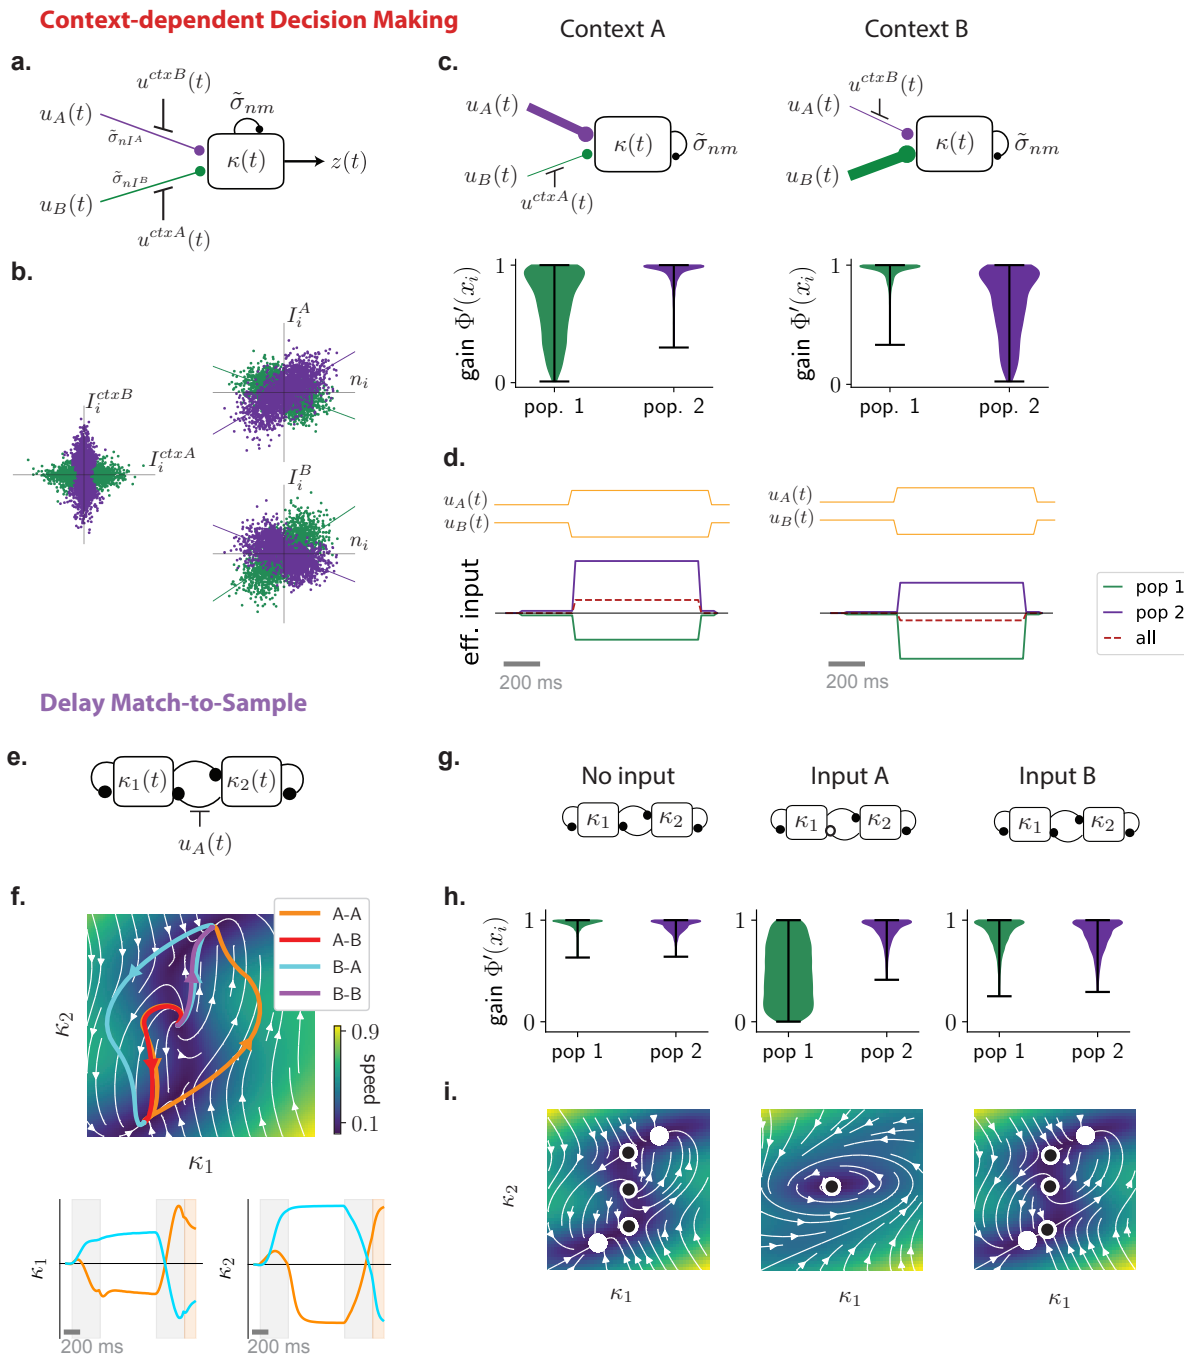 Context-dependent Decision Making
Context A
Context B
a.
u^{ctxB}(t)
u_A(t)
σ̃_{nI^A}
σ̃_{nm}
κ(t)
z(t)
σ̃_{nI^B}
u_B(t)
u^{ctxA}(t)
c.
u_A(t)
κ(t)
σ̃_{nm}
u_B(t)
u^{ctxA}(t)
u^{ctxB}(t)
u_A(t)
κ(t)
σ̃_{nm}
u_B(t)
gain Φ′(x_i)
1
0
pop. 1
pop. 2
gain Φ′(x_i)
1
0
pop. 1
pop. 2
b.
I_i^{ctxB}
I_i^{ctxA}
I_i^A
n_i
I_i^B
n_i
d.
u_A(t)
u_B(t)
u_A(t)
u_B(t)
eff. input
200 ms
200 ms
pop 1
pop 2
all
Delay Match-to-Sample
e.
κ_1(t)
κ_2(t)
u_A(t)
g.
No input
Input A
Input B
κ_1
κ_2
κ_1
κ_2
κ_1
κ_2
f.
A-A
A-B
B-A
B-B
κ_2
κ_1
0.9
speed
0.1
κ_1
200 ms
κ_2
200 ms
h.
gain Φ′(x_i)
1
0
pop 1
pop 2
1
0
pop 1
pop 2
1
0
pop 1
pop 2
i.
κ_2
κ_1
κ_1
κ_1